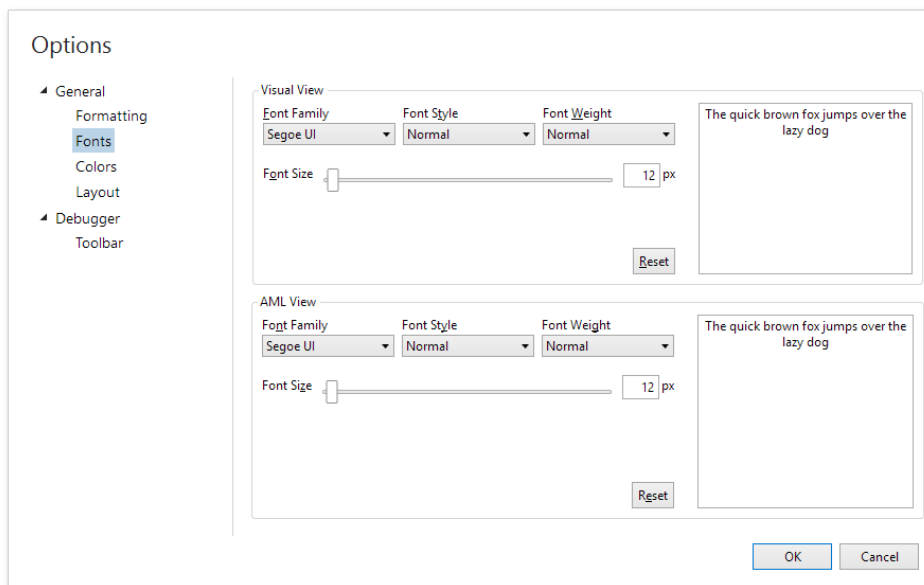 Options
General
Formatting
Fonts
Colors
Layout
Debugger
Toolbar
Visual View
Font Family
Font Style
Font Weight
Segoe UI
Normal
Normal
Font Size
12 px
Reset
The quick brown fox jumps over the
lazy dog
AML View
Font Family
Font Style
Font Weight
Segoe UI
Normal
Normal
Font Size
12 px
Reset
The quick brown fox jumps over the
lazy dog
OK
Cancel